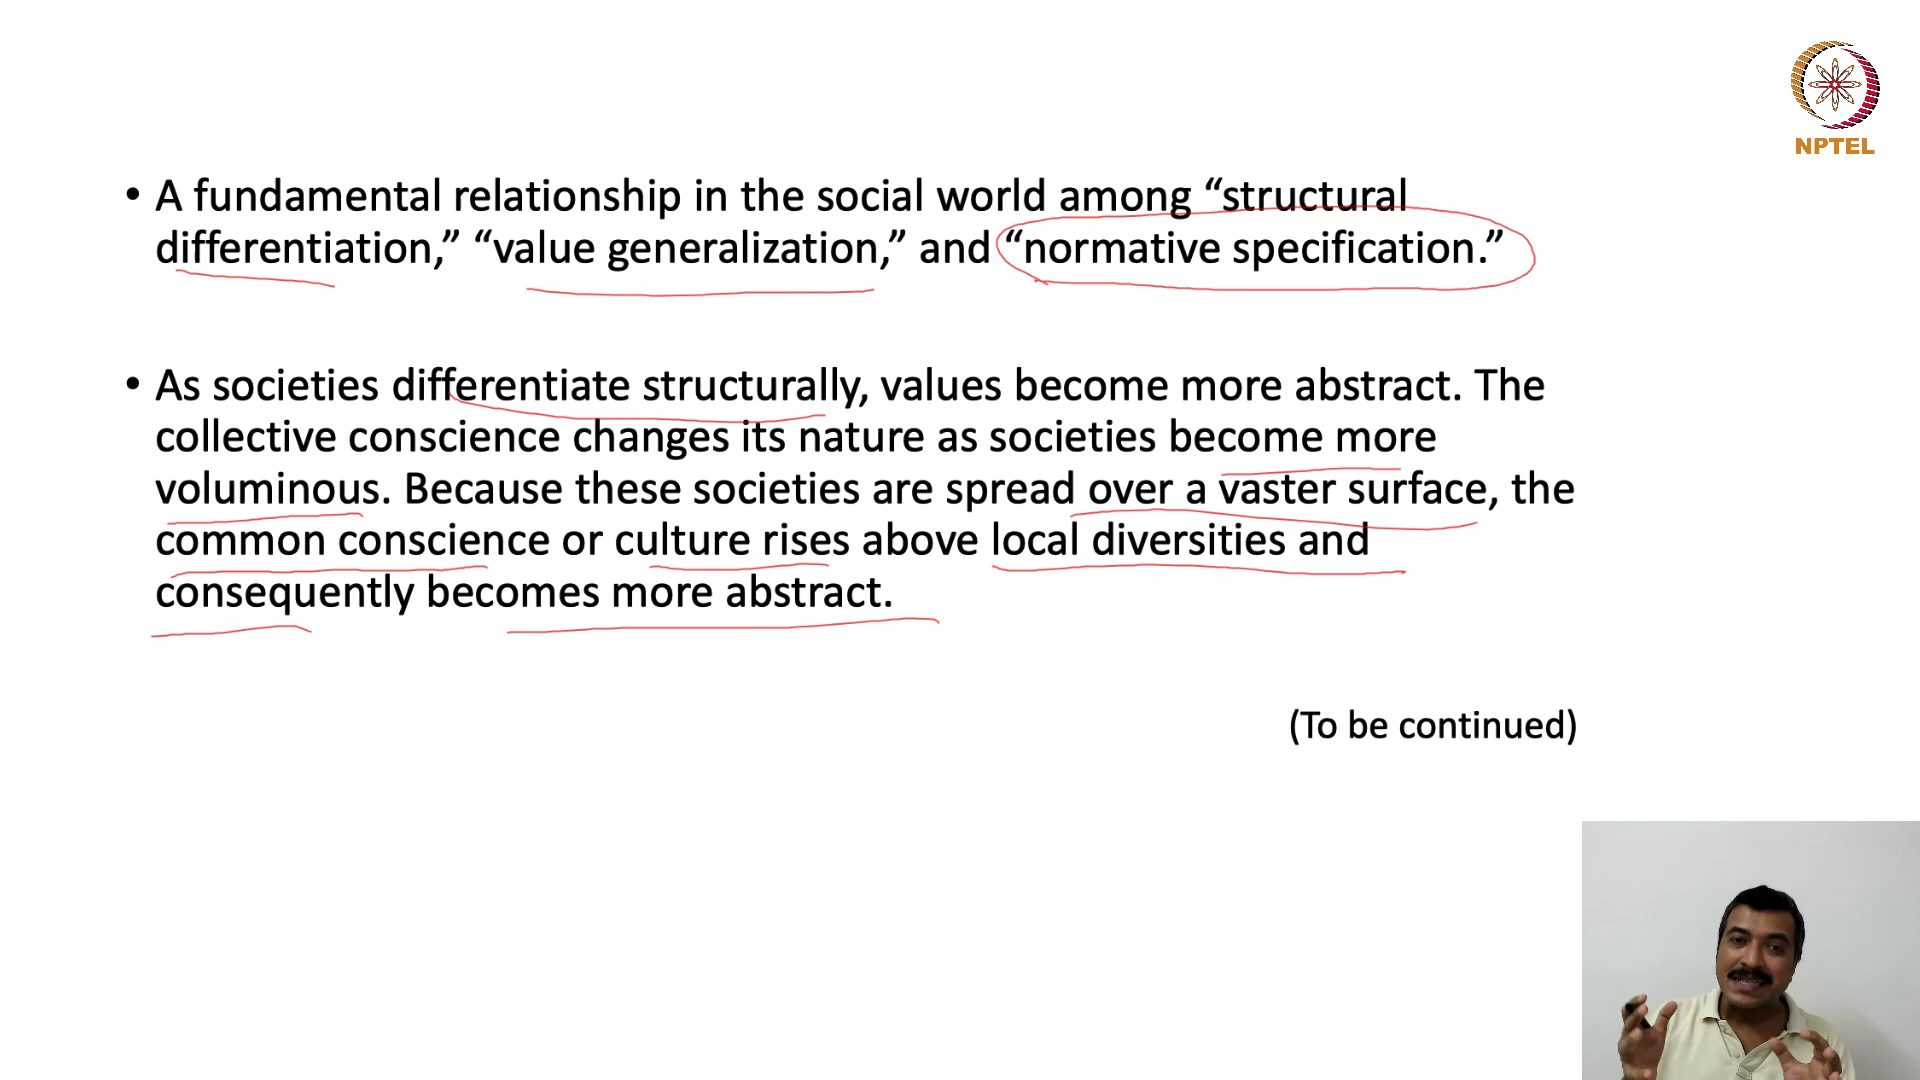 NPTEL
• A fundamental relationship in the social world among “structural
differentiation,” “value generalization,” and “normative specification.”
• As societies differentiate structurally, values become more abstract. The
collective conscience changes its nature as societies become more
voluminous. Because these societies are spread over a vaster surface, the
common conscience or culture rises above local diversities and
consequently becomes more abstract.
(To be continued)